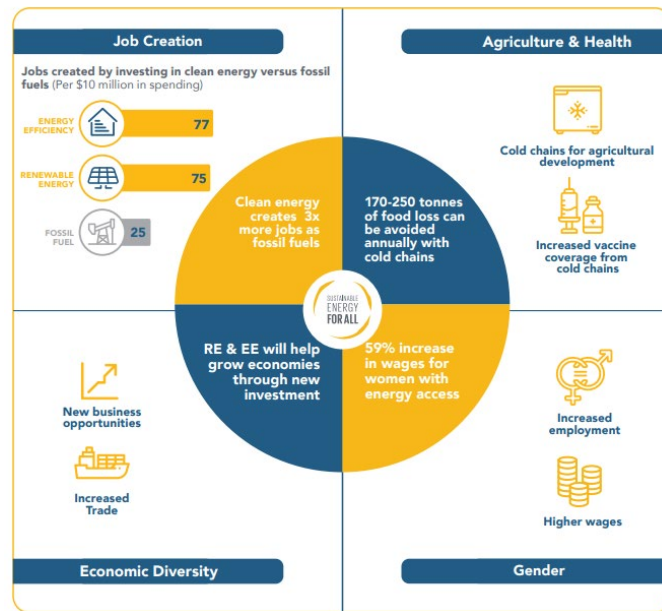 Job Creation
Jobs created by investing in clean energy versus fossil
fuels (Per $10 million in spending)
ENERGY
EFFICIENCY
77
RENEWABLE
ENERGY
75
FOSSIL
FUEL
25
Agriculture & Health
Cold chains for agricultural
development
Increased vaccine
coverage from
cold chains
Clean energy
creates 3x
more jobs as
fossil fuels
170-250 tonnes
of food loss can
be avoided
annually with
cold chains
SUSTAINABLE
ENERGY
FOR ALL
RE & EE will help
grow economies
through new
investment
59% increase
in wages for
women with
energy access
New business
opportunities
Increased
Trade
Economic Diversity
Increased
employment
Higher wages
Gender